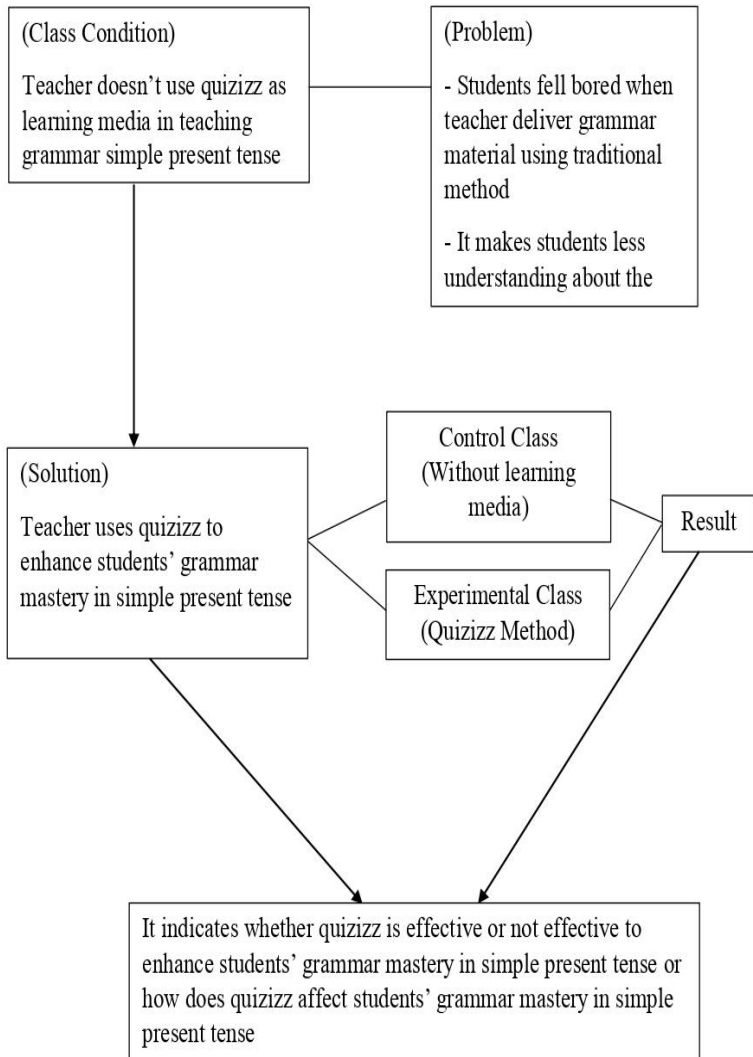 (Class Condition)
Teacher doesn’t use quizizz as
learning media in teaching
grammar simple present tense
(Problem)
- Students fell bored when
teacher deliver grammar
material using traditional
method
- It makes students less
understanding about the
(Solution)
Teacher uses quizizz to
enhance students’ grammar
mastery in simple present tense
Control Class
(Without learning
media)
Experimental Class
(Quizizz Method)
Result
It indicates whether quizizz is effective or not effective to
enhance students’ grammar mastery in simple present tense or
how does quizizz affect students’ grammar mastery in simple
present tense